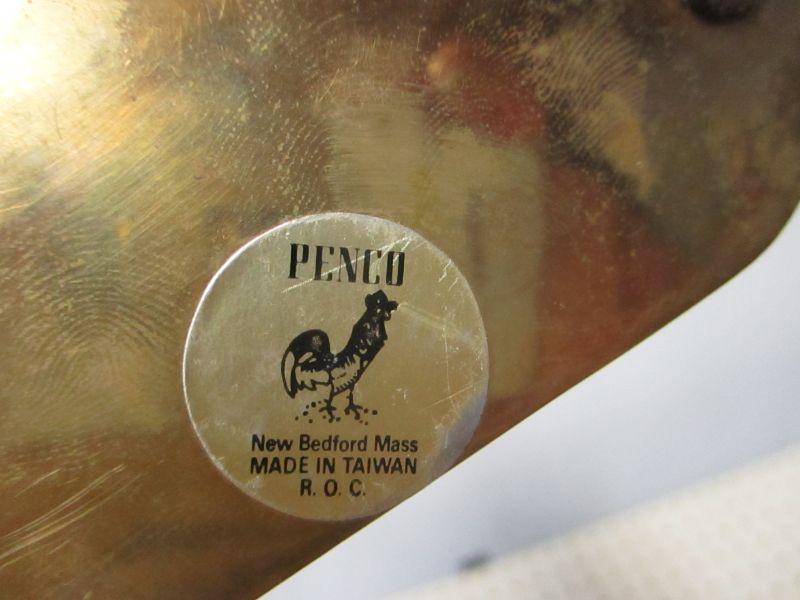 PENCO
New Bedford Mass
MADE IN TAIWAN
R. O. C.